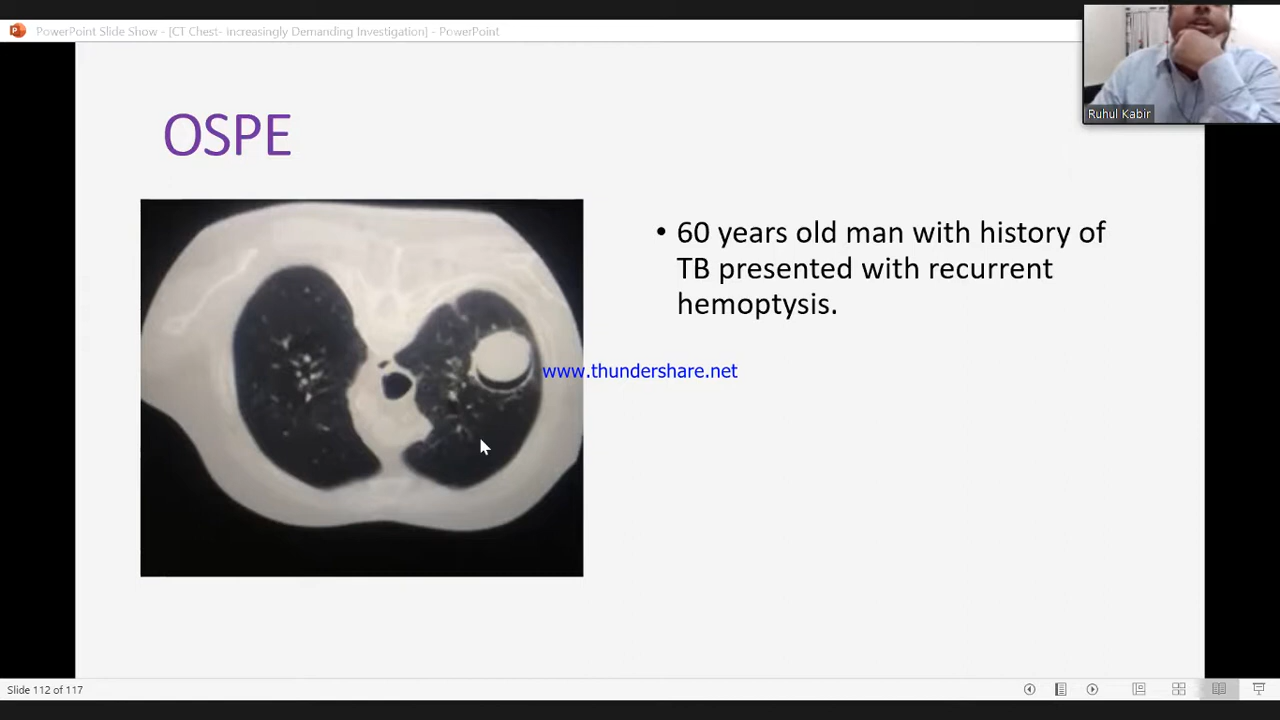 PowerPoint Slide Show - [CT Chest- Increasingly Demanding Investigation] - PowerPoint
Ruhul Kabir
OSPE
• 60 years old man with history of
TB presented with recurrent
hemoptysis.
www.thundershare.net
Slide 112 of 117